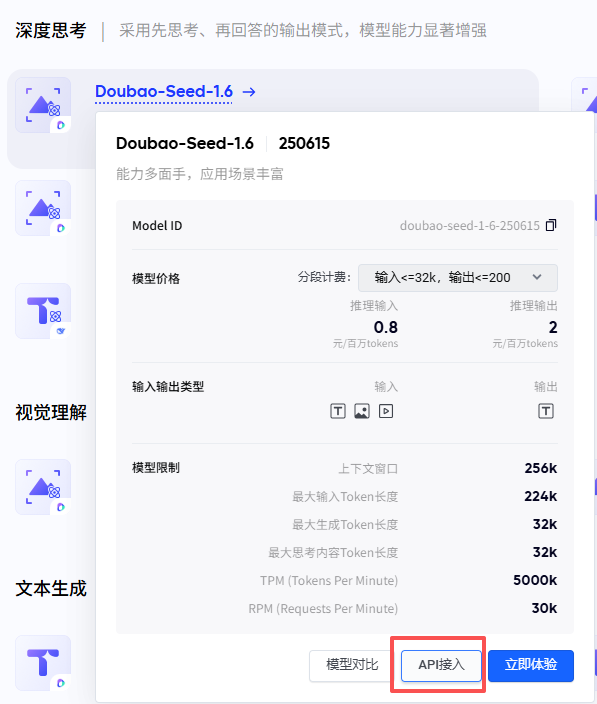 深度思考 | 采用先思考、再回答的输出模式，模型能力显著增强
Doubao-Seed-1.6 →
Doubao-Seed-1.6 | 250615
能力多面手，应用场景丰富
Model ID doubao-seed-1-6-250615
模型价格 分段计费: 输入<=32k，输出<=200
推理输入 推理输出
0.8 2
元/百万tokens 元/百万tokens
输入输出类型 输入 输出
T T
模型限制 上下文窗口 256k
最大输入Token长度 224k
最大生成Token长度 32k
最大思考内容Token长度 32k
TPM (Tokens Per Minute) 5000k
RPM (Requests Per Minute) 30k
视觉理解
文本生成
模型对比 API接入 立即体验